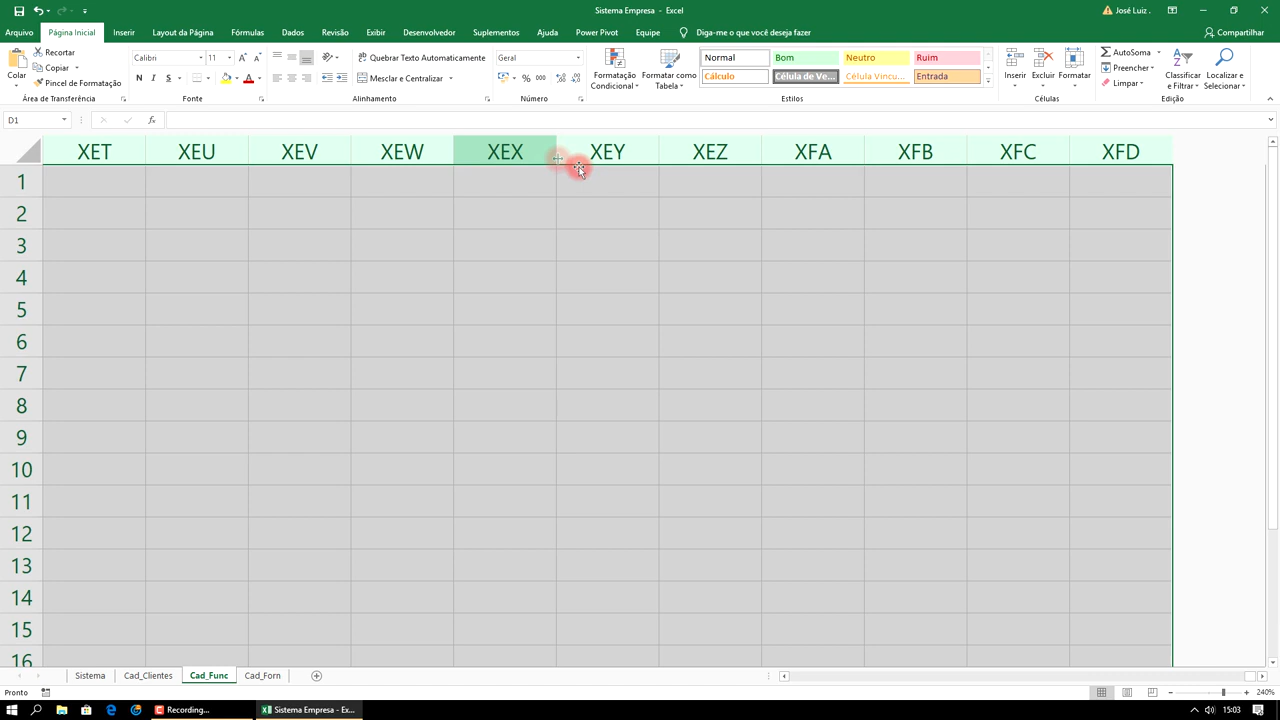 Sistema Empresa - Excel
José Luiz .
Arquivo Página Inicial Inserir Layout da Página Fórmulas Dados Revisão Exibir Desenvolvedor Suplementos Ajuda Power Pivot Equipe Diga-me o que você deseja fazer Compartilhar
Colar
Recortar
Copiar
Pincel de Formatação
Área de Transferência
Calibri 11
N I S
Fonte
Quebrar Texto Automaticamente
Mesclar e Centralizar
Alinhamento
Geral
% 000
Número
Formatação Condicional
Formatar como Tabela
Normal Bom Neutro Ruim
Cálculo Célula de Ve... Célula Vincu... Entrada
Estilos
Inserir Excluir Formatar
Células
AutoSoma
Preencher
Limpar
Classificar e Filtrar
Localizar e Selecionar
Edição
D1 fx
XET XEU XEV XEW XEX XEY XEZ XFA XFB XFC XFD
1
2
3
4
5
6
7
8
9
10
11
12
13
14
15
16
Sistema Cad_Clientes Cad_Func Cad_Forn
Pronto 240%
Recording... Sistema Empresa - Ex... 15:03